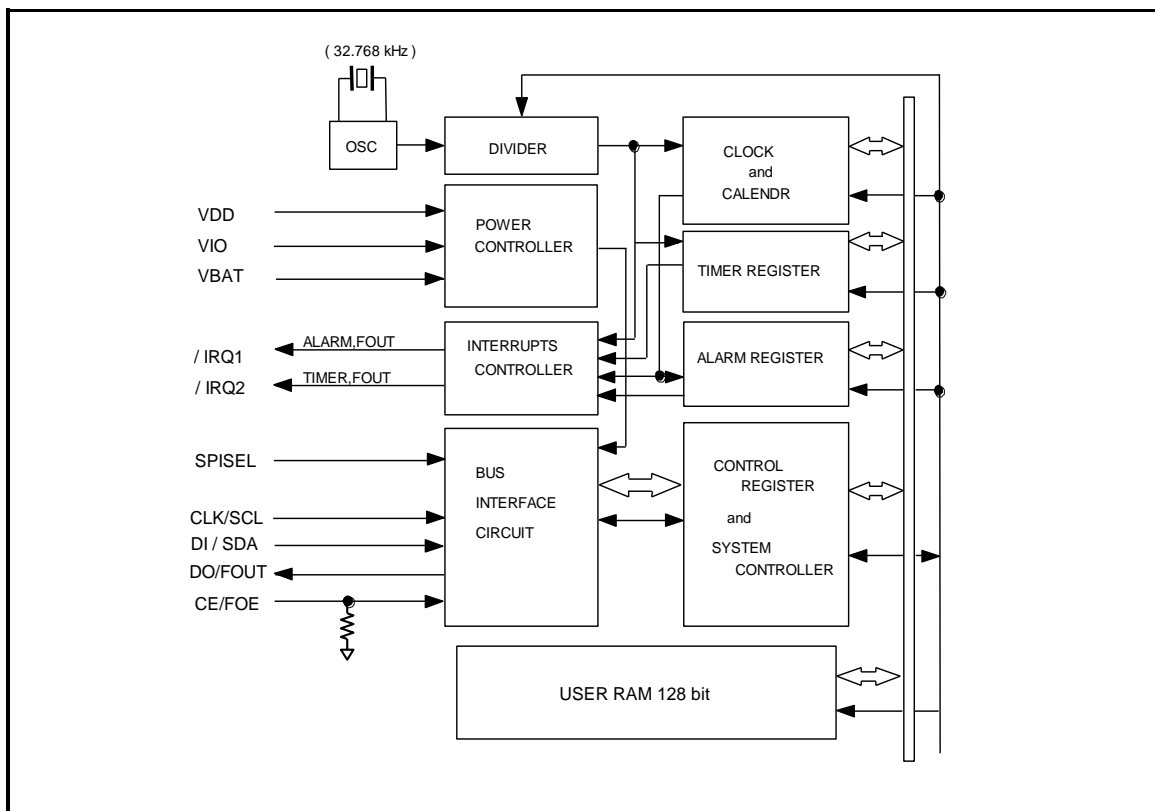 ( 32.768 kHz )
OSC
DIVIDER
CLOCK
and
CALENDR
VDD
VIO
VBAT
POWER
CONTROLLER
TIMER REGISTER
/ IRQ1
ALARM,FOUT
/ IRQ2
TIMER,FOUT
INTERRUPTS
CONTROLLER
ALARM REGISTER
SPISEL
CLK/SCL
DI / SDA
DO/FOUT
CE/FOE
BUS
INTERFACE
CIRCUIT
CONTROL
REGISTER
and
SYSTEM
CONTROLLER
USER RAM 128 bit